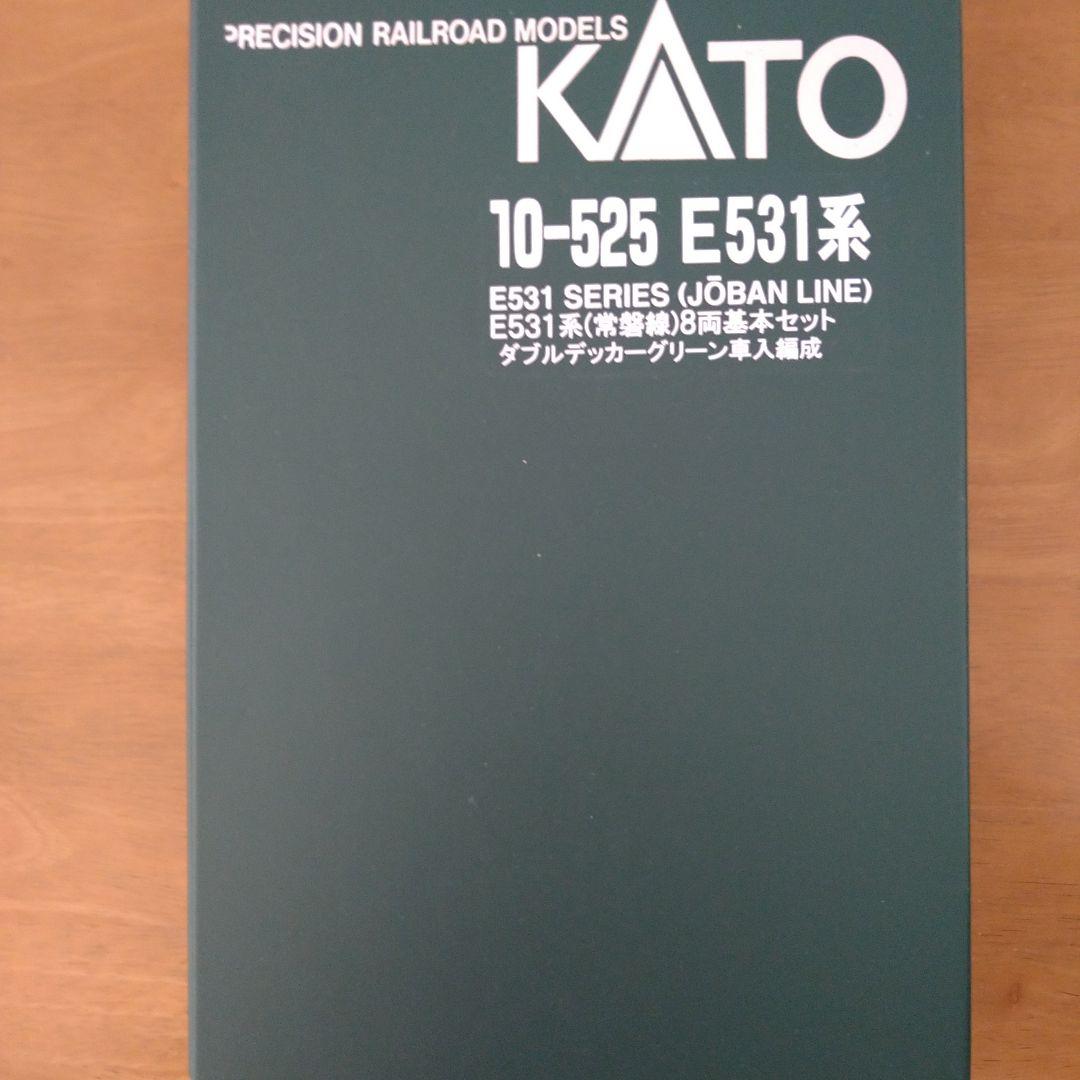 PRECISION RAILROAD MODELS
KATO
10-525 E531系
E531 SERIES (JŌBAN LINE)
E531系(常磐線)8両基本セット
ダブルデッカーグリーン車入編成